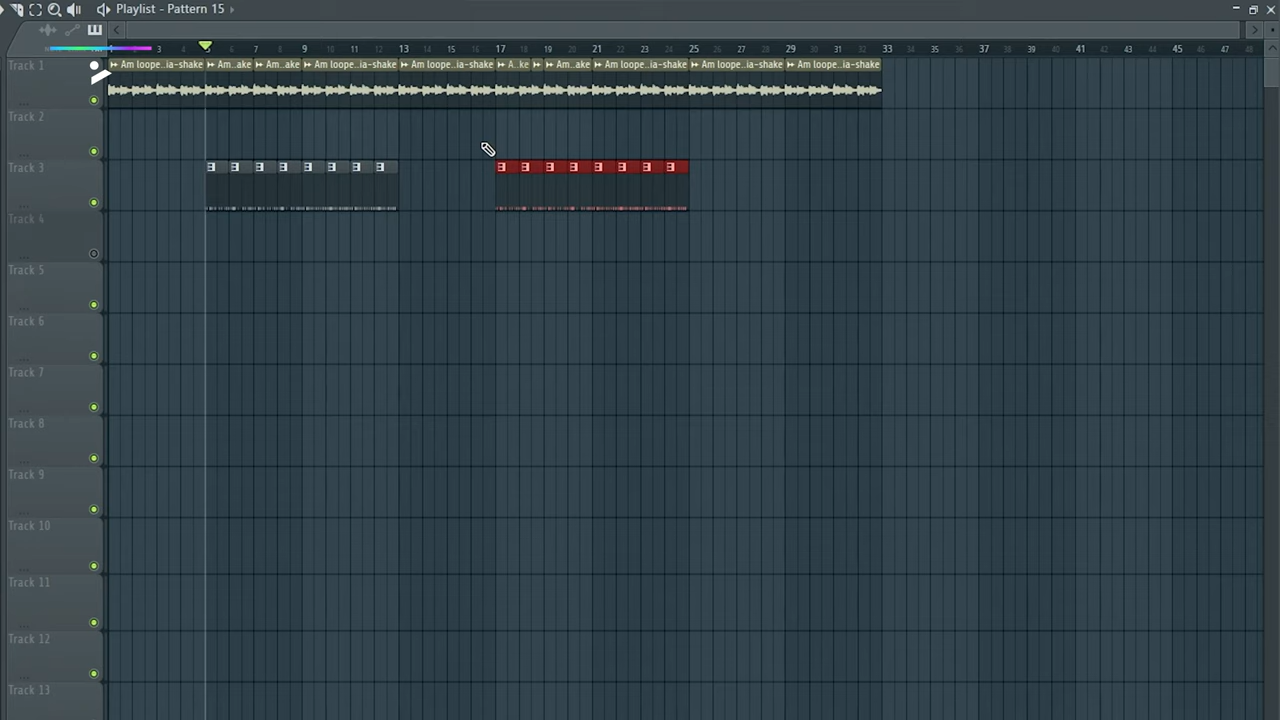 Playlist - Pattern 15
3 5 7 9 11 13 15 17 19 21 23 25 27 29 31 33 35 37 39 41 43 45 47 48
Track 1 Am loope..ia-shake Am..ake Am..ake Am loope..ia-shake Am loope..ia-shake A..ke Am..ake Am loope..ia-shake Am loope..ia-shake Am loope..ia-shake
Track 2
Track 3
Track 4
Track 5
Track 6
Track 7
Track 8
Track 9
Track 10
Track 11
Track 12
Track 13